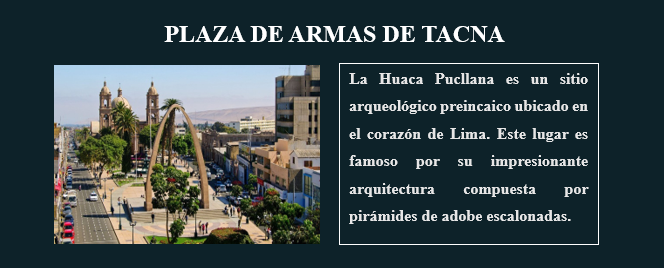 PLAZA DE ARMAS DE TACNA
La Huaca Pucllana es un sitio
arqueológico preincaico ubicado en
el corazón de Lima. Este lugar es
famoso por su impresionante
arquitectura compuesta por
pirámides de adobe escalonadas.